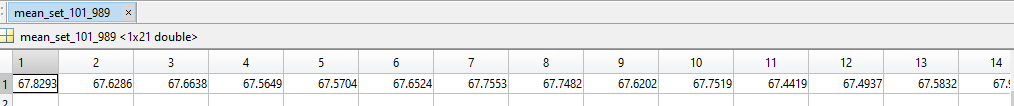 mean_set_101_989 ×
mean_set_101_989 <1x21 double>
1 2 3 4 5 6 7 8 9 10 11 12 13 14
1 67.8293 67.6286 67.6638 67.5649 67.5704 67.6524 67.7553 67.7482 67.6202 67.7519 67.4419 67.4937 67.5832